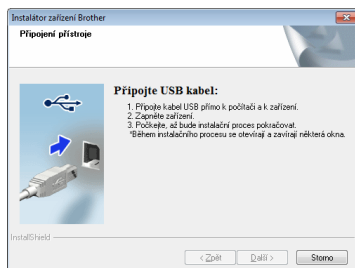 Instalátor zařízení Brother
Připojení přístroje
Připojte USB kabel:
1. Připojte kabel USB přímo k počítači a k zařízení.
2. Zapněte zařízení.
3. Počkejte, až bude instalační proces pokračovat.
*Během instalačního procesu se otevírají a zavírají některá okna.
InstallShield
< Zpět
Další >
Storno